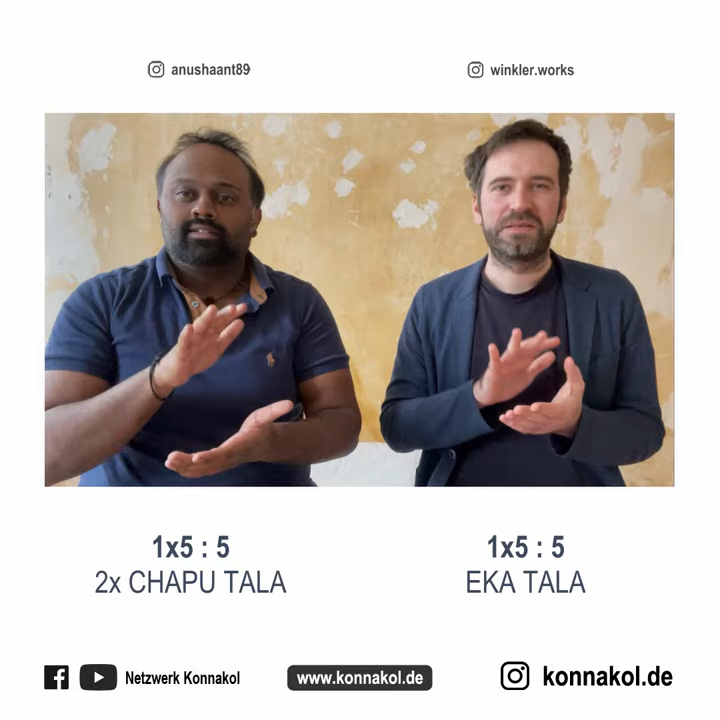 anushaant89
winkler.works
1x5 : 5
2x CHAPU TALA
1x5 : 5
EKA TALA
Netzwerk Konnakol
www.konnakol.de
konnakol.de